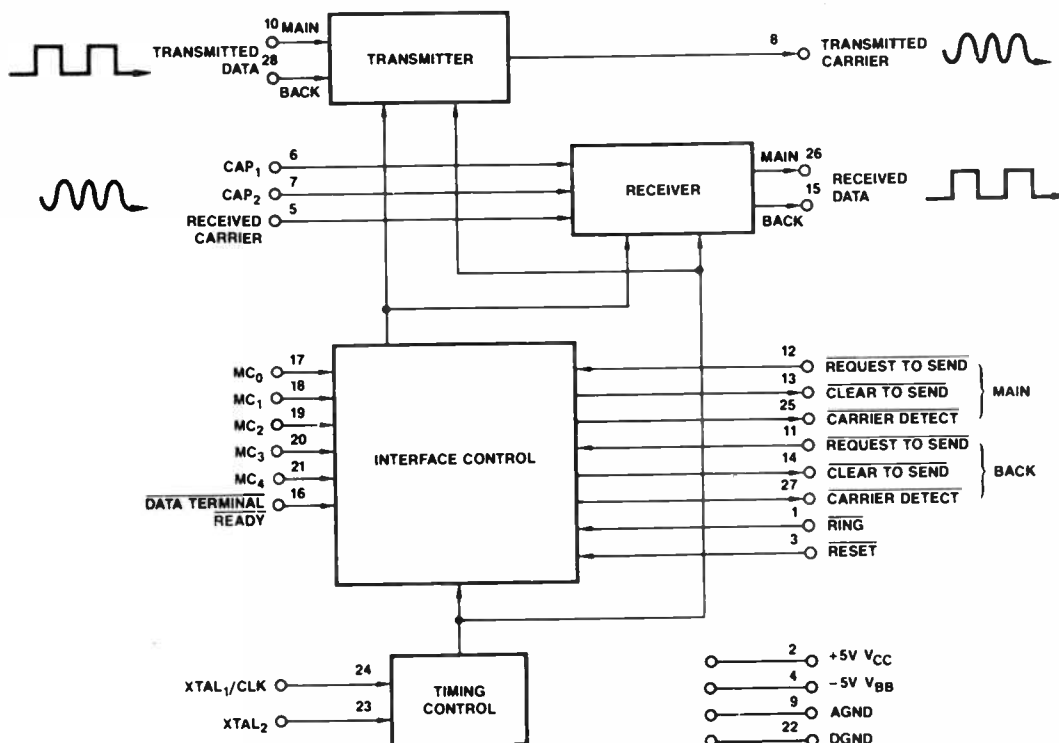 10 MAIN
TRANSMITTED
DATA 28
BACK
TRANSMITTER
8
TRANSMITTED
CARRIER
CAP1 6
CAP2 7
RECEIVED 5
CARRIER
RECEIVER
MAIN 26
15
BACK
RECEIVED
DATA
MC0 17
MC1 18
MC2 19
MC3 20
MC4 21
DATA TERMINAL 16
READY
INTERFACE CONTROL
12 REQUEST TO SEND
13 CLEAR TO SEND
25 CARRIER DETECT
MAIN
11 REQUEST TO SEND
14 CLEAR TO SEND
27 CARRIER DETECT
BACK
1 RING
3 RESET
XTAL1/CLK 24
XTAL2 23
TIMING
CONTROL
2 +5V VCC
4 −5V VBB
9 AGND
22 DGND